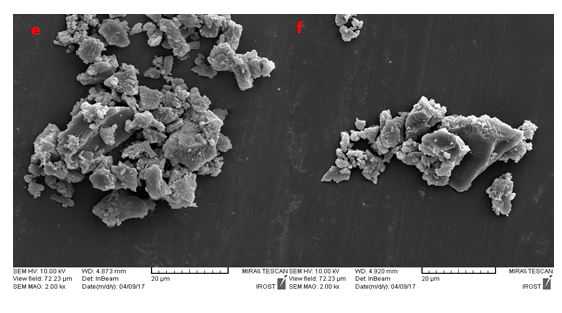 e
f
SEM HV: 10.00 kV WD: 4.873 mm MIRA\\ TESCAN
View field: 72.23 µm Det: InBeam 20 µm
SEM MAG: 2.00 kx Date(m/d/y): 04/09/17 IROST
SEM HV: 10.00 kV WD: 4.920 mm MIRA\\ TESCAN
View field: 72.23 µm Det: InBeam 20 µm
SEM MAG: 2.00 kx Date(m/d/y): 04/09/17 IROST